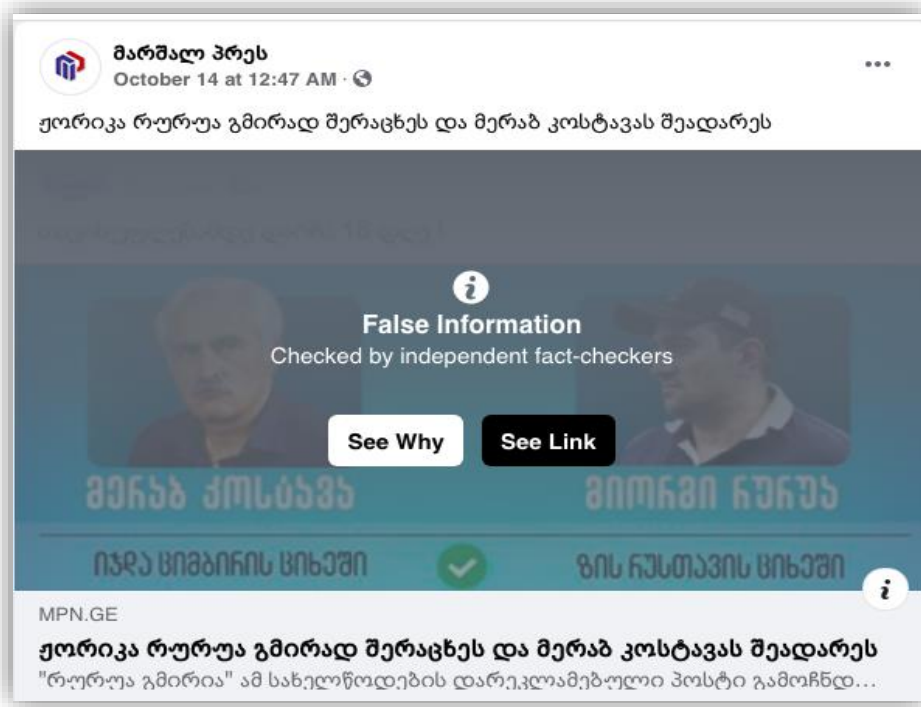 მარშალ პრეს
October 14 at 12:47 AM ·
ჟორიკა რურუა გმირად შერაცხეს და მერაბ კოსტავას შეადარეს
False Information
Checked by independent fact-checkers
See Why See Link
მერაბ კოსტავა გიორგი რურუა
იჯდა ციმბირის ციხეში ზის რუსთავის ციხეში
MPN.GE
ჟორიკა რურუა გმირად შერაცხეს და მერაბ კოსტავას შეადარეს
"რურუა გმირია" ამ სახელწოდების დარეკლამებული პოსტი გამოჩნდ...